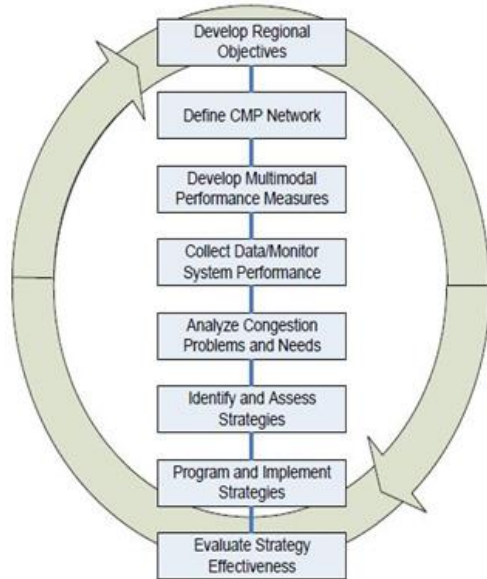 Develop Regional
Objectives
Define CMP Network
Develop Multimodal
Performance Measures
Collect Data/Monitor
System Performance
Analyze Congestion
Problems and Needs
Identify and Assess
Strategies
Program and Implement
Strategies
Evaluate Strategy
Effectiveness